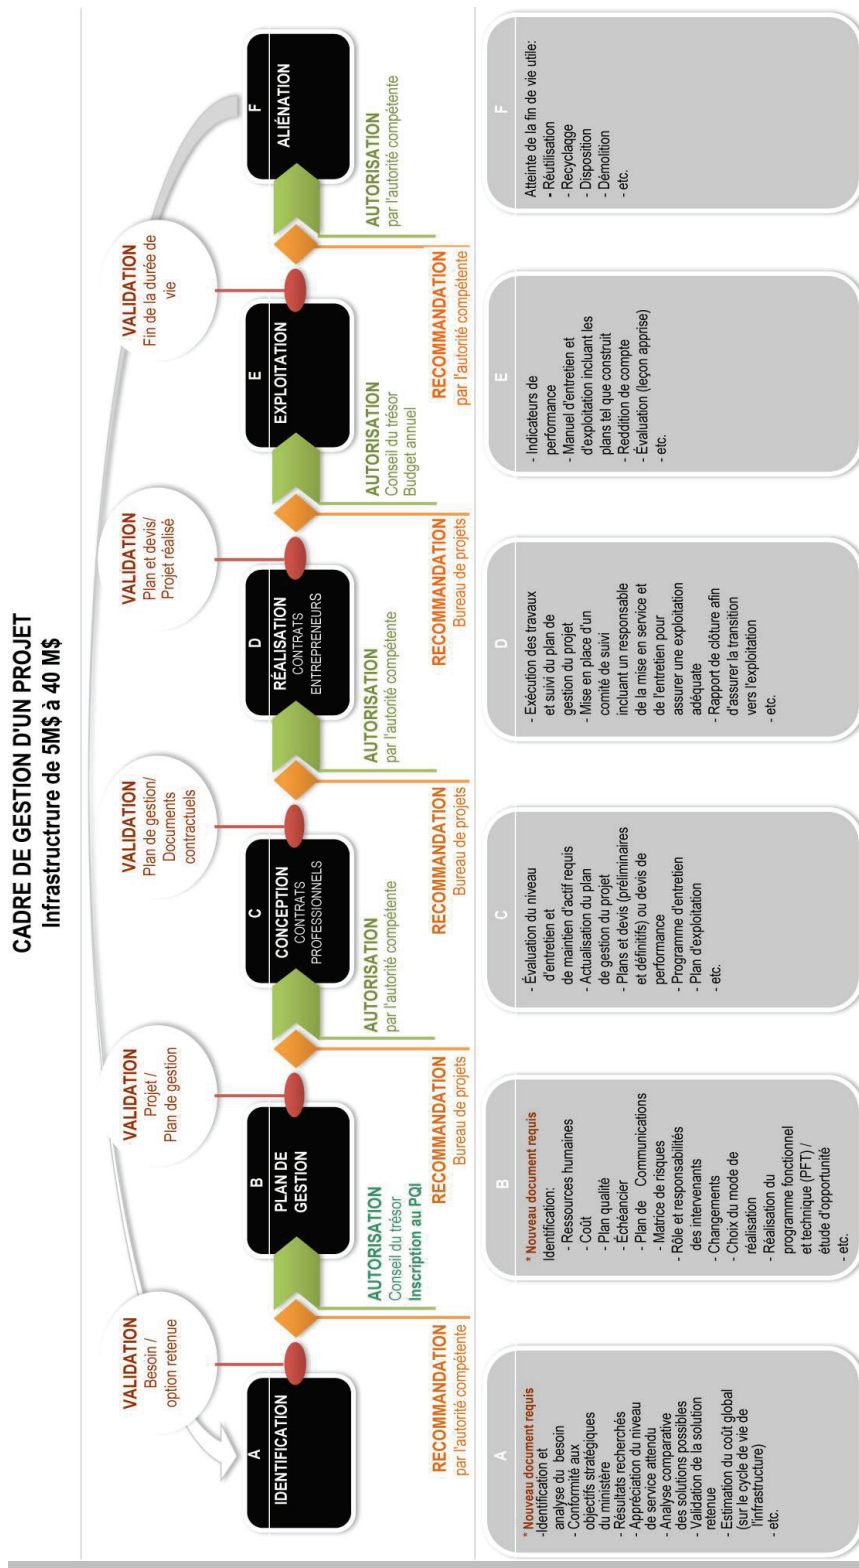 CADRE DE GESTION D'UN PROJET
Infrastructrure de 5M$ à 40 M$
VALIDATION
Besoin /
option retenue
VALIDATION
Projet /
Plan de gestion
VALIDATION
Plan de gestion/
Documents
contractuels
VALIDATION
Plan et devis/
Projet réalisé
VALIDATION
Fin de la durée de
vie
A
IDENTIFICATION
B
PLAN DE
GESTION
C
CONCEPTION
CONTRATS
PROFESSIONNELS
D
RÉALISATION
CONTRATS
ENTREPRENEURS
E
EXPLOITATION
F
ALIÉNATION
AUTORISATION
Conseil du trésor
Inscription au PQI
AUTORISATION
par l'autorité compétente
AUTORISATION
par l'autorité compétente
AUTORISATION
Conseil du trésor
Budget annuel
AUTORISATION
par l'autorité compétente
RECOMMANDATION
par l'autorité compétente
RECOMMANDATION
Bureau de projets
RECOMMANDATION
Bureau de projets
RECOMMANDATION
Bureau de projets
RECOMMANDATION
par l'autorité compétente
A
* Nouveau document requis
-Identification et
analyse du besoin
- Conformité aux
objectifs stratégiques
du ministère
- Résultats recherchés
- Appréciation du niveau
de service attendu
- Analyse comparative
des solutions possibles
- Validation de la solution
retenue
- Estimation du coût global
(sur le cycle de vie de
l'infrastructure)
- etc.
B
* Nouveau document requis
Identification:
- Ressources humaines
- Coût
- Plan qualité
- Échéancier
- Plan de Communications
- Matrice de risques
- Rôle et responsabilités
des intervenants
- Changements
- Choix du mode de
réalisation
- Réalisation du
programme fonctionnel
et technique (PFT) /
étude d'opportunité
- etc.
C
- Évaluation du niveau
d'entretien et
de maintien d'actif requis
- Actualisation du plan
de gestion du projet
- Plans et devis (préliminaires
et définitifs) ou devis de
performance
- Programme d'entretien
- Plan d'exploitation
- etc.
D
- Exécution des travaux
et suivi du plan de
gestion du projet
- Mise en place d'un
comité de suivi
incluant un responsable
de la mise en service et
de l'entretien pour
assurer une exploitation
adéquate
- Rapport de clôture afin
d'assurer la transition
vers l'exploitation
- etc.
E
- Indicateurs de
performance
- Manuel d'entretien et
d'exploitation incluant les
plans tel que construit
- Reddition de compte
- Évaluation (leçon apprise)
- etc.
F
Atteinte de la fin de vie utile:
- Réutilisation
- Recyclaqge
- Disposition
- Démolition
- etc.